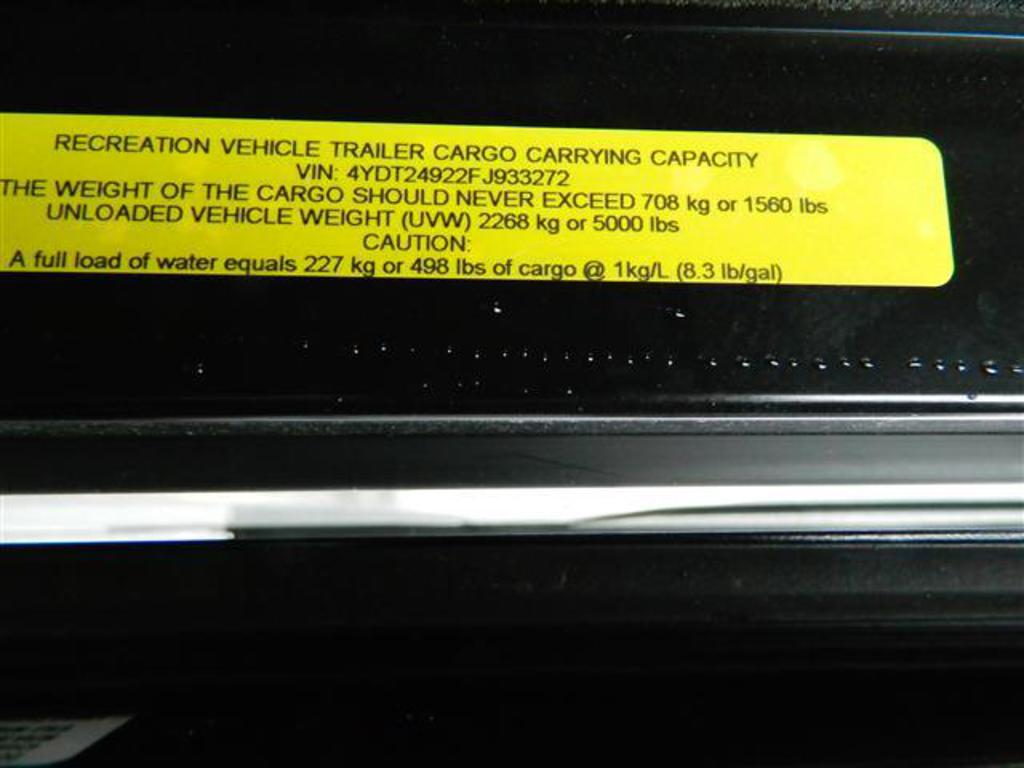 RECREATION VEHICLE TRAILER CARGO CARRYING CAPACITY
VIN: 4YDT24922FJ933272
THE WEIGHT OF THE CARGO SHOULD NEVER EXCEED 708 kg or 1560 lbs
UNLOADED VEHICLE WEIGHT (UVW) 2268 kg or 5000 lbs
CAUTION:
A full load of water equals 227 kg or 498 lbs of cargo @ 1kg/L (8.3 lb/gal)